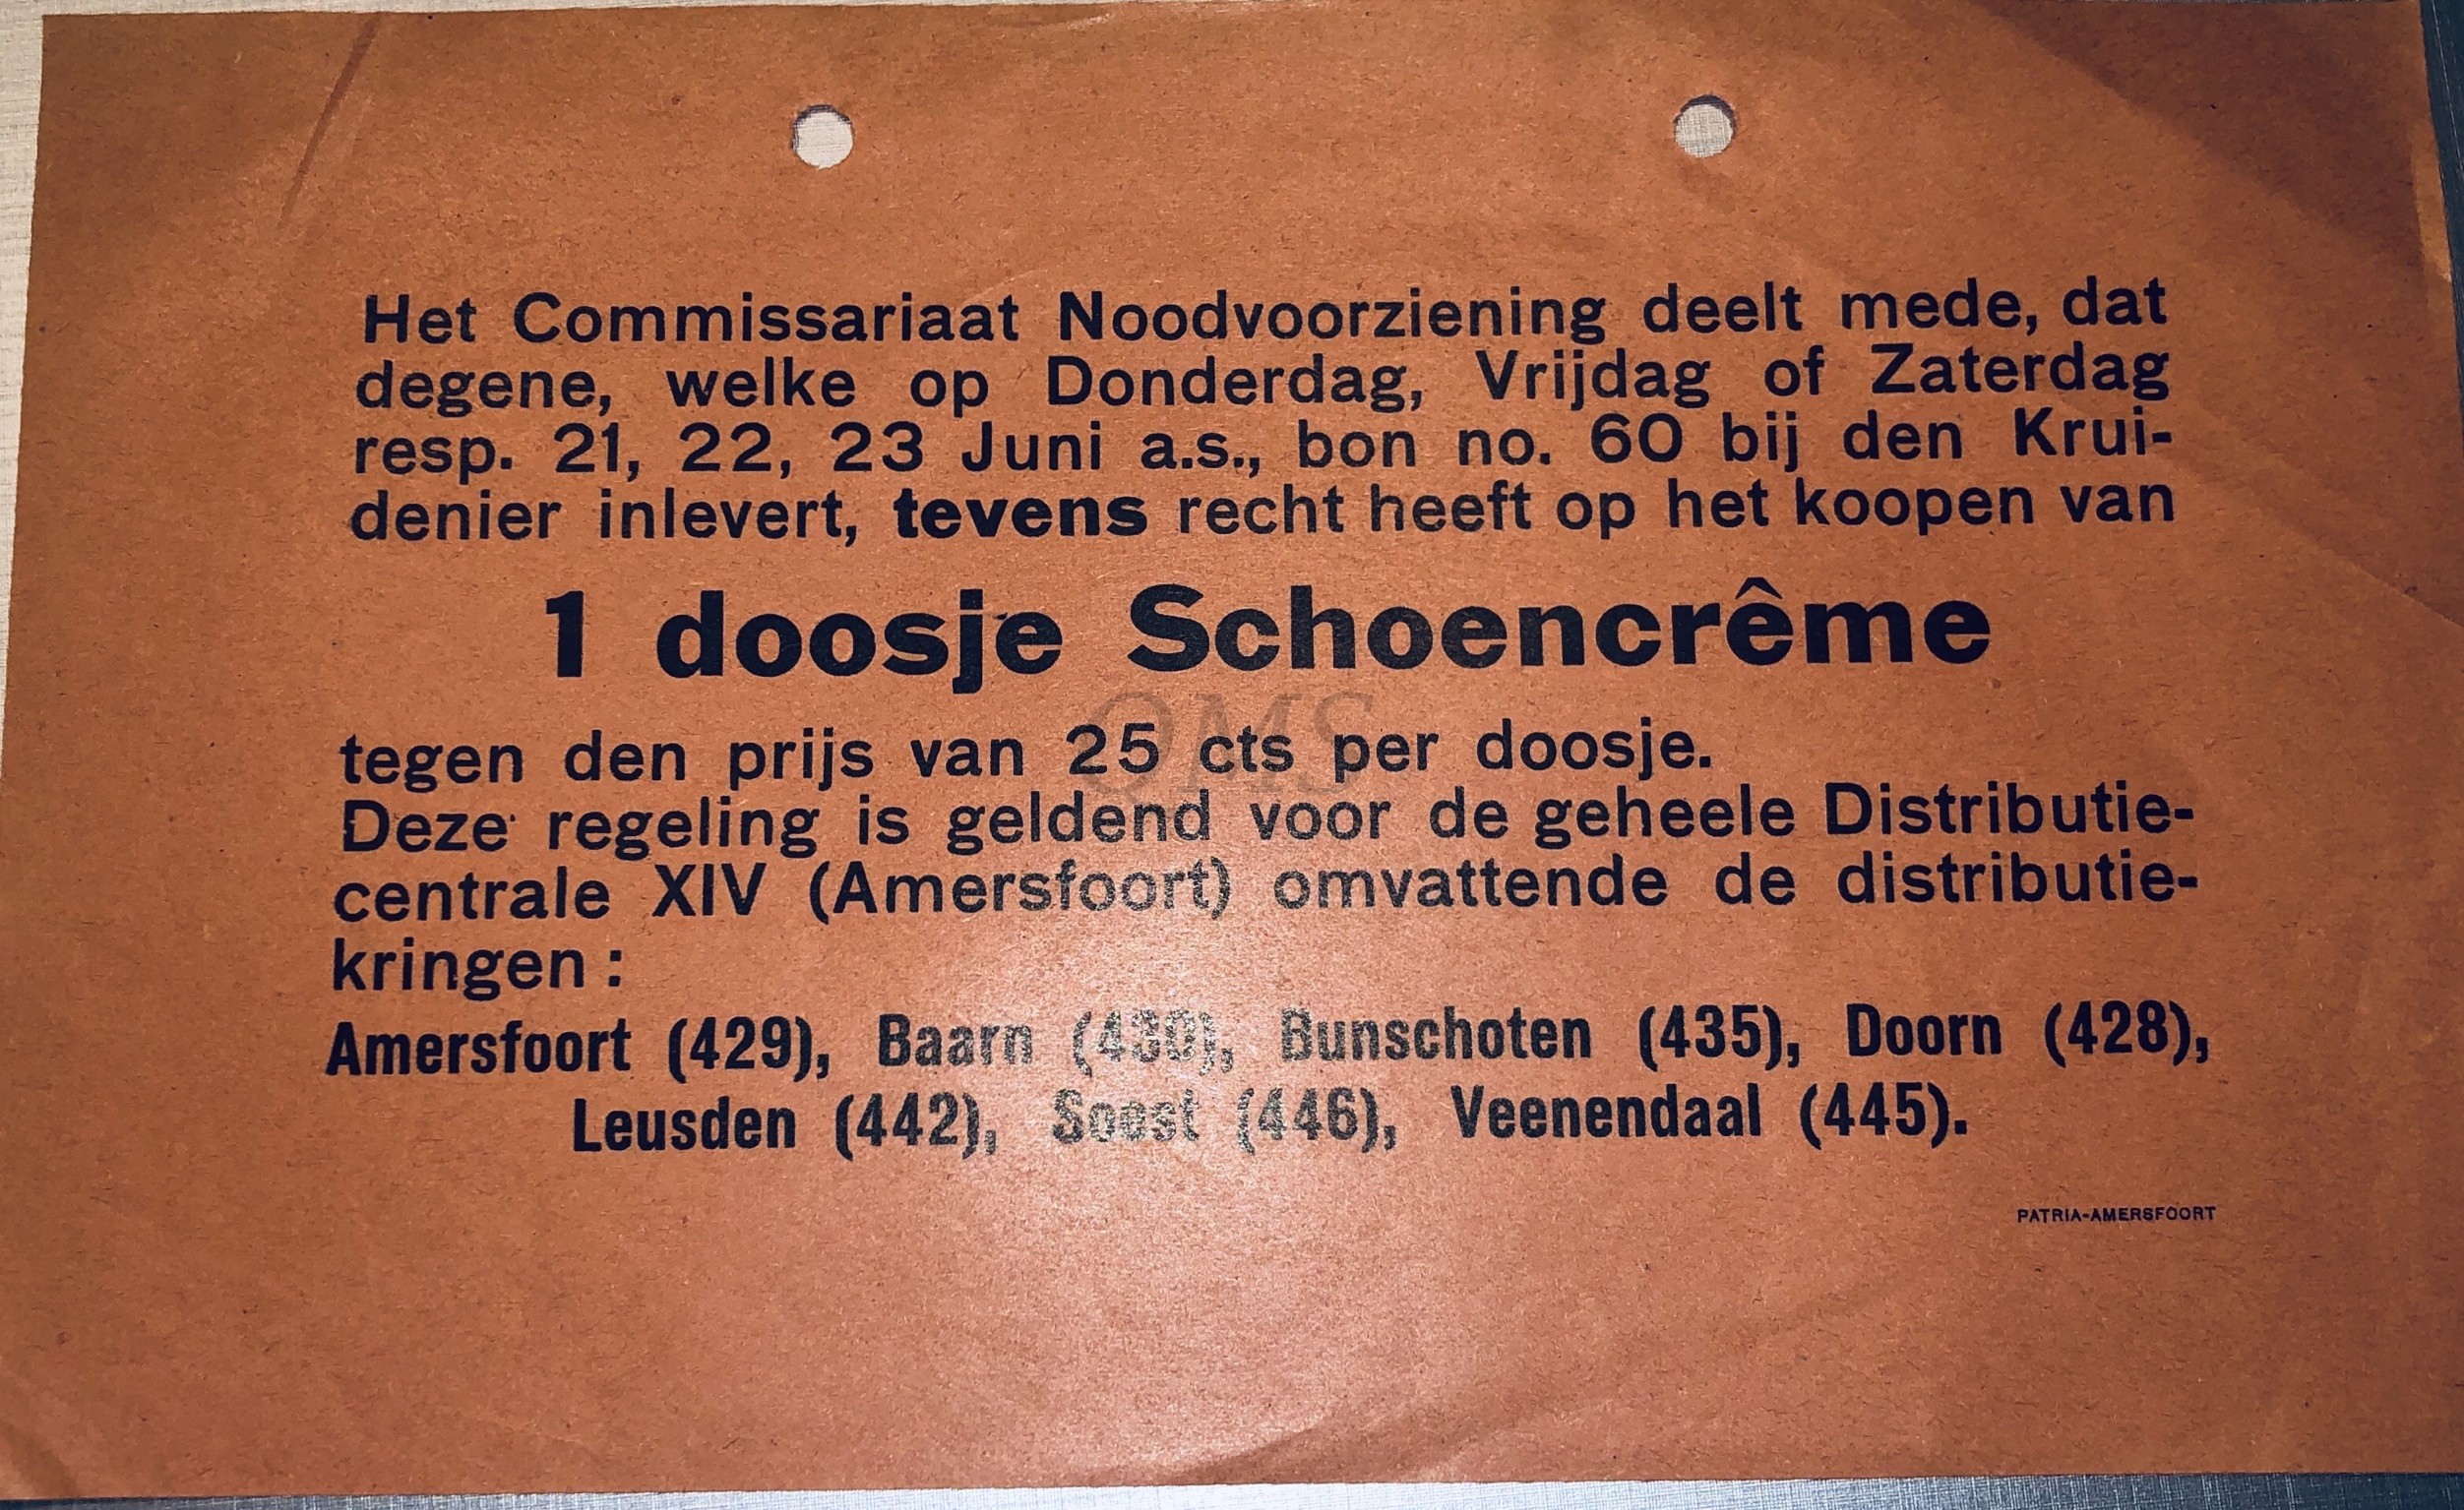 Het Commissariaat Noodvoorziening deelt mede, dat
degene, welke op Donderdag, Vrijdag of Zaterdag
resp. 21, 22, 23 Juni a.s., bon no. 60 bij den Krui-
denier inlevert, tevens recht heeft op het koopen van
1 doosje Schoencrême
QMS
tegen den prijs van 25 cts per doosje.
Deze regeling is geldend voor de geheele Distributie-
centrale XIV (Amersfoort) omvattende de distributie-
kringen :
Amersfoort (429), Baarn (430), Bunschoten (435), Doorn (428),
Leusden (442), Soest (446), Veenendaal (445).
PATRIA-AMERSFOORT